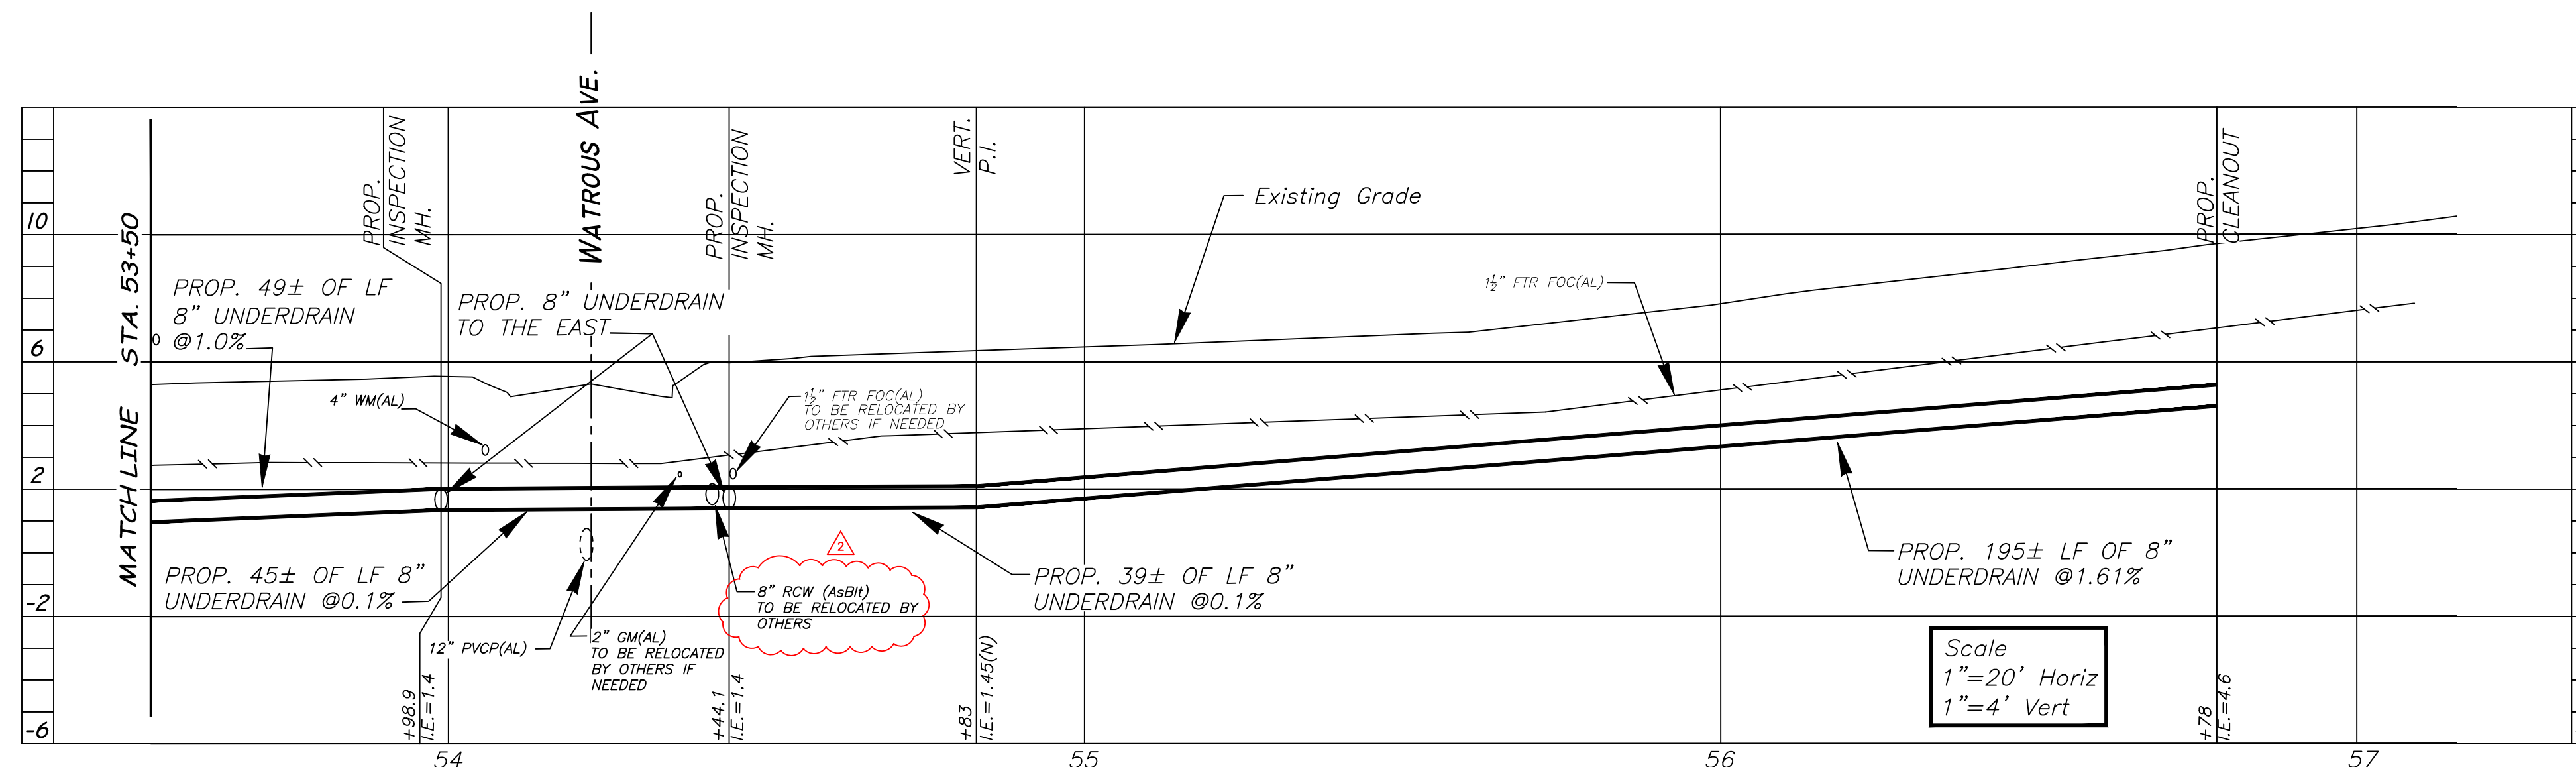 WATROUS AVE.
MATCH LINE STA. 53+50
10
6
2
-2
-6
PROP.
INSPECTION
MH.
PROP.
INSPECTION
MH.
VERT.
P.I.
PROP.
CLEANOUT
Existing Grade
PROP. 49± OF LF
8" UNDERDRAIN
@1.0%
PROP. 8" UNDERDRAIN
TO THE EAST
4" WM(AL)
1½" FTR FOC(AL)
TO BE RELOCATED BY
OTHERS IF NEEDED
1½" FTR FOC(AL)
PROP. 45± OF LF 8"
UNDERDRAIN @0.1%
12" PVCP(AL)
2" GM(AL)
TO BE RELOCATED
BY OTHERS IF
NEEDED
2
8" RCW (AsBlt)
TO BE RELOCATED BY
OTHERS
PROP. 39± OF LF 8"
UNDERDRAIN @0.1%
PROP. 195± LF OF 8"
UNDERDRAIN @1.61%
Scale
1"=20' Horiz
1"=4' Vert
+98.9
I.E.=1.4
+44.1
I.E.=1.4
+83
I.E.=1.45(N)
+78
I.E.=4.6
54
55
56
57